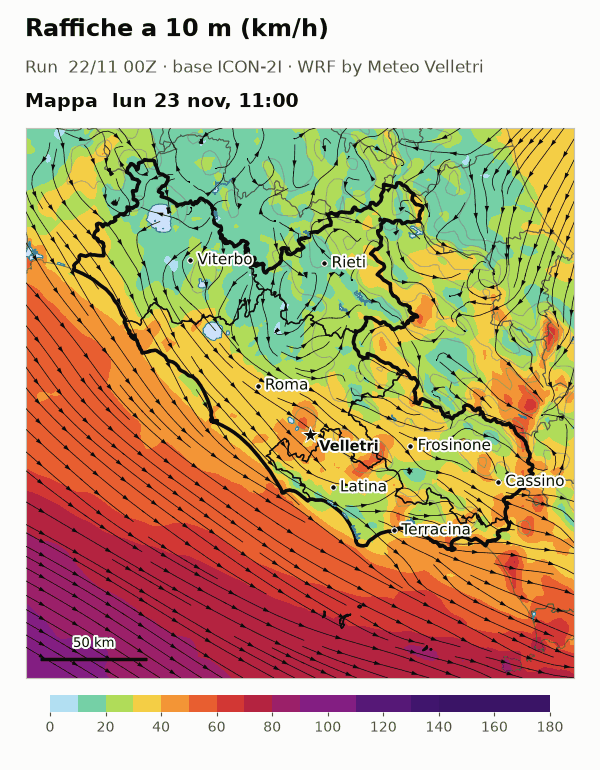 Raffiche a 10 m (km/h)
Run  22/11 00Z · base ICON-2I · WRF by Meteo Velletri
Mappa  lun 23 nov, 11:00
Viterbo
Rieti
Roma
Velletri
Frosinone
Latina
Cassino
Terracina
50 km
0 20 40 60 80 100 120 140 160 180